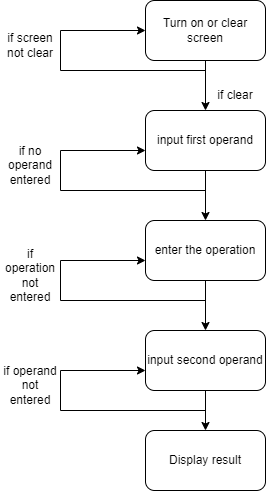 Turn on or clear
screen
if screen
not clear
if clear
input first operand
if no
operand
entered
enter the operation
if
operation
not
entered
input second operand
if operand
not
entered
Display result